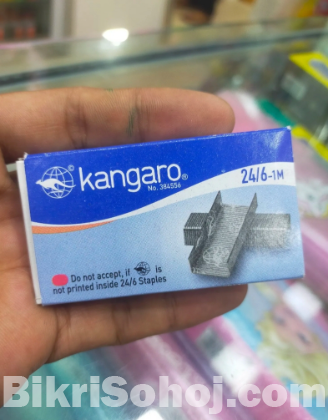 kangaro®
No. 384556
24/6-1M
Do not accept, if is
not printed inside 24/6 Staples
BikriSohoj.com